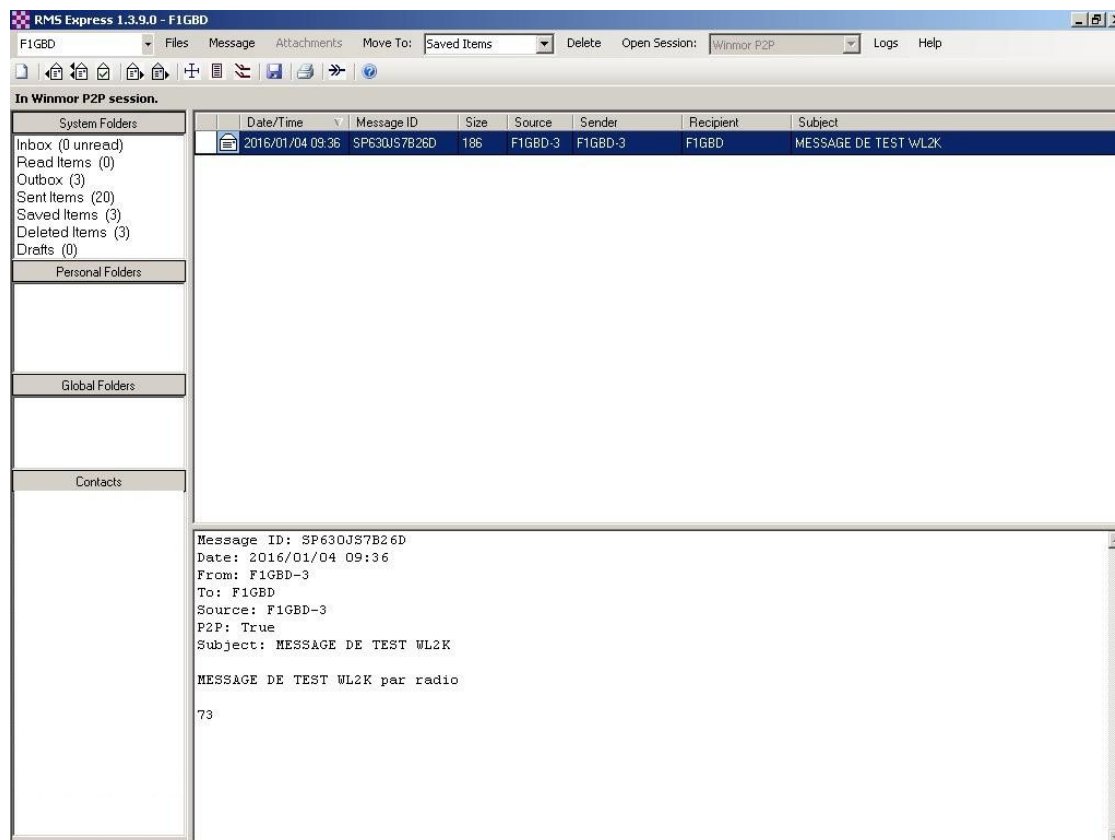 RMS Express 1.3.9.0 - F1GBD
F1GBD Files Message Attachments Move To: Saved Items Delete Open Session: Winmor P2P Logs Help
In Winmor P2P session.
System Folders
Inbox (0 unread)
Read Items (0)
Outbox (3)
Sent Items (20)
Saved Items (3)
Deleted Items (3)
Drafts (0)
Personal Folders
Global Folders
Contacts
Date/Time Message ID Size Source Sender Recipient Subject
2016/01/04 09:36 SP63OJS7B26D 186 F1GBD-3 F1GBD-3 F1GBD MESSAGE DE TEST WL2K
Message ID: SP63OJS7B26D
Date: 2016/01/04 09:36
From: F1GBD-3
To: F1GBD
Source: F1GBD-3
P2P: True
Subject: MESSAGE DE TEST WL2K
MESSAGE DE TEST WL2K par radio
73